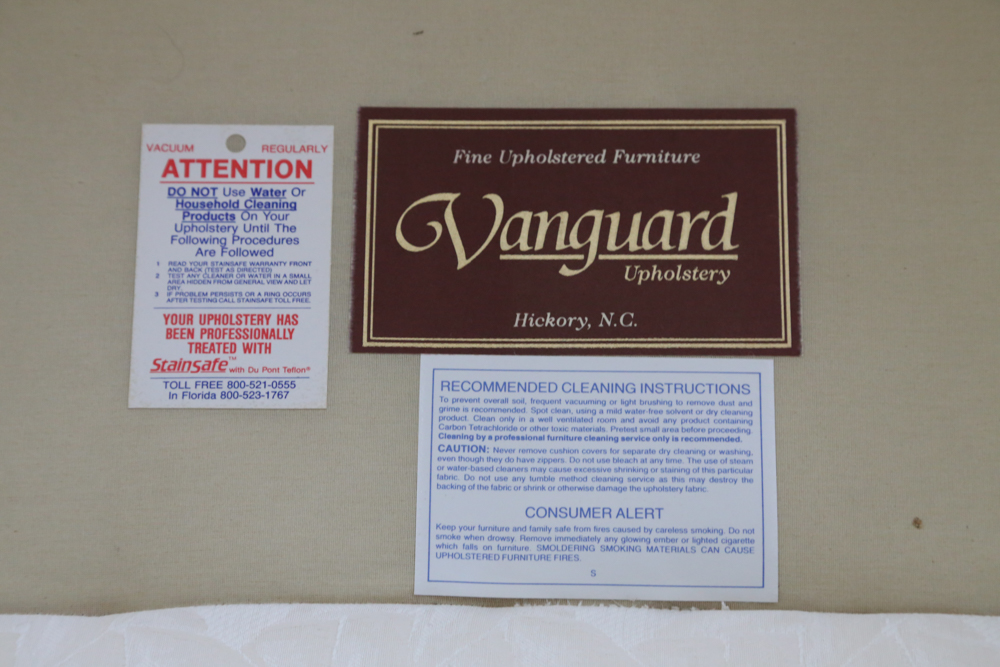 VACUUM REGULARLY
ATTENTION
DO NOT Use Water Or
Household Cleaning
Products On Your
Upholstery Until The
Following Procedures
Are Followed
1 READ YOUR STAINSAFE WARRANTY FRONT
AND BACK (TEST AS DIRECTED)
2 TEST ANY CLEANER OR WATER IN A SMALL
AREA HIDDEN FROM GENERAL VIEW AND LET
DRY
3 IF PROBLEM PERSISTS OR A RING OCCURS
AFTER TESTING CALL STAINSAFE TOLL FREE.
YOUR UPHOLSTERY HAS
BEEN PROFESSIONALLY
TREATED WITH
StainSafe™ with Du Pont Teflon®
TOLL FREE 800-521-0555
In Florida 800-523-1767
Fine Upholstered Furniture
Vanguard
Upholstery
Hickory, N.C.
RECOMMENDED CLEANING INSTRUCTIONS
To prevent overall soil, frequent vacuuming or light brushing to remove dust and
grime is recommended. Spot clean, using a mild water-free solvent or dry cleaning
product. Clean only in a well ventilated room and avoid any product containing
Carbon Tetrachloride or other toxic materials. Pretest small area before proceeding.
Cleaning by a professional furniture cleaning service only is recommended.
CAUTION: Never remove cushion covers for separate dry cleaning or washing,
even though they do have zippers. Do not use bleach at any time. The use of steam
or water-based cleaners may cause excessive shrinking or staining of this particular
fabric. Do not use any tumble method cleaning service as this may destroy the
backing of the fabric or shrink or otherwise damage the upholstery fabric.
CONSUMER ALERT
Keep your furniture and family safe from fires caused by careless smoking. Do not
smoke when drowsy. Remove immediately any glowing ember or lighted cigarette
which falls on furniture. SMOLDERING SMOKING MATERIALS CAN CAUSE
UPHOLSTERED FURNITURE FIRES.
S